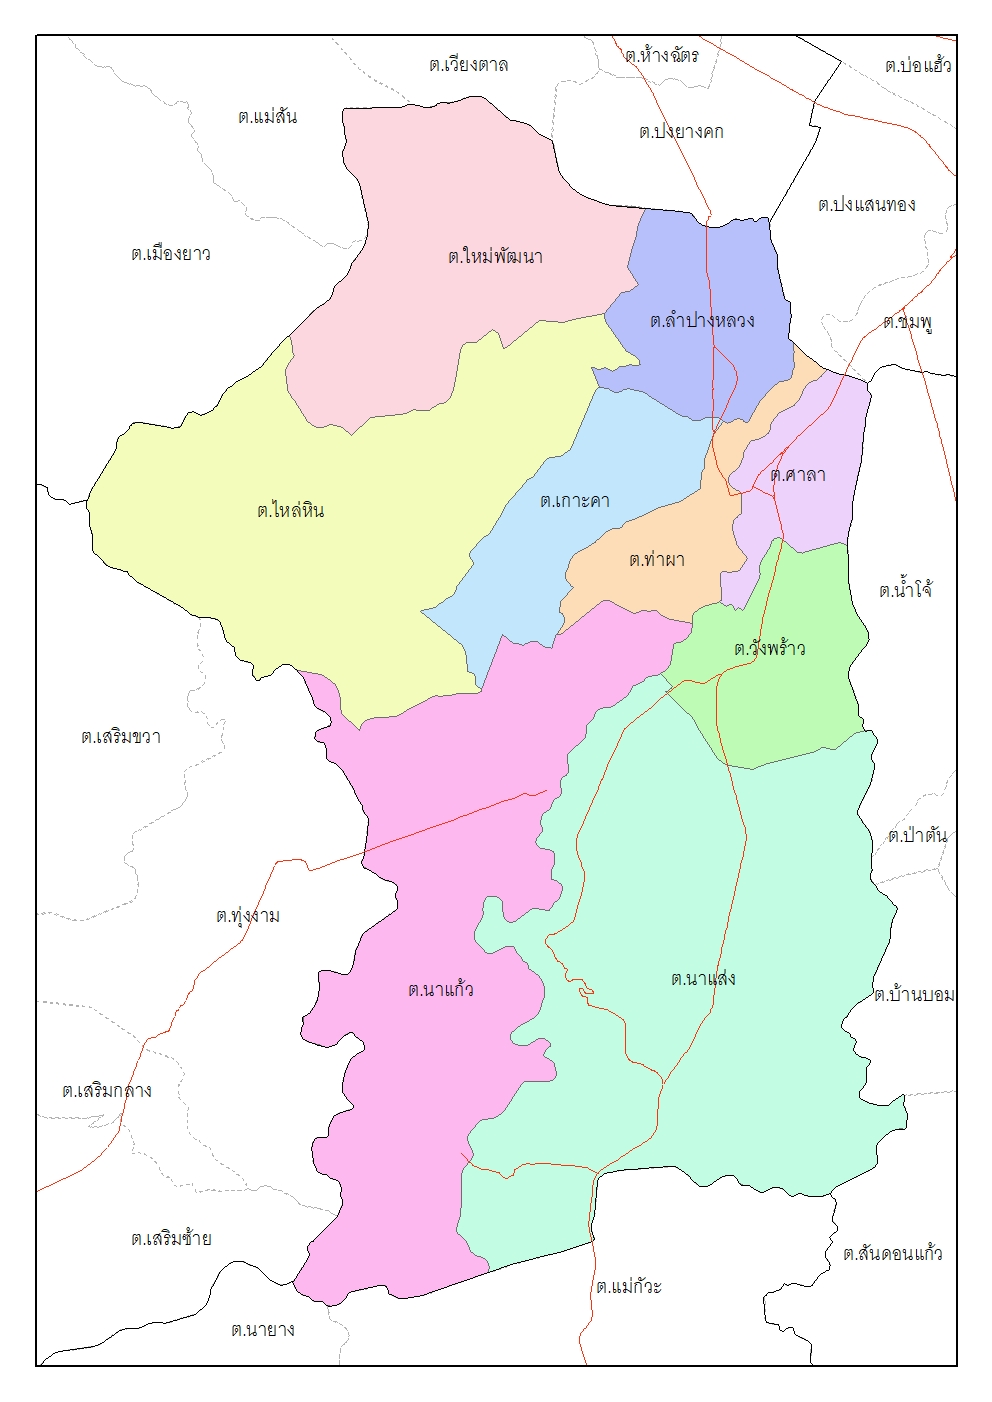 ต.ห้างฉัตร
ต.เวียงตาล
ต.บ่อแฮ้ว
ต.แม่สัน
ต.ปงยางคก
ต.ปงแสนทอง
ต.เมืองยาว
ต.ใหม่พัฒนา
ต.ลำปางหลวง
ต.ชมพู
ต.ศาลา
ต.เกาะคา
ต.ไหล่หิน
ต.ท่าผา
ต.น้ำโจ้
ต.วังพร้าว
ต.เสริมขวา
ต.ป่าตัน
ต.ทุ่งงาม
ต.นาแส่ง
ต.นาแก้ว
ต.บ้านบอม
ต.เสริมกลาง
ต.เสริมซ้าย
ต.สันดอนแก้ว
ต.แม่กัวะ
ต.นายาง